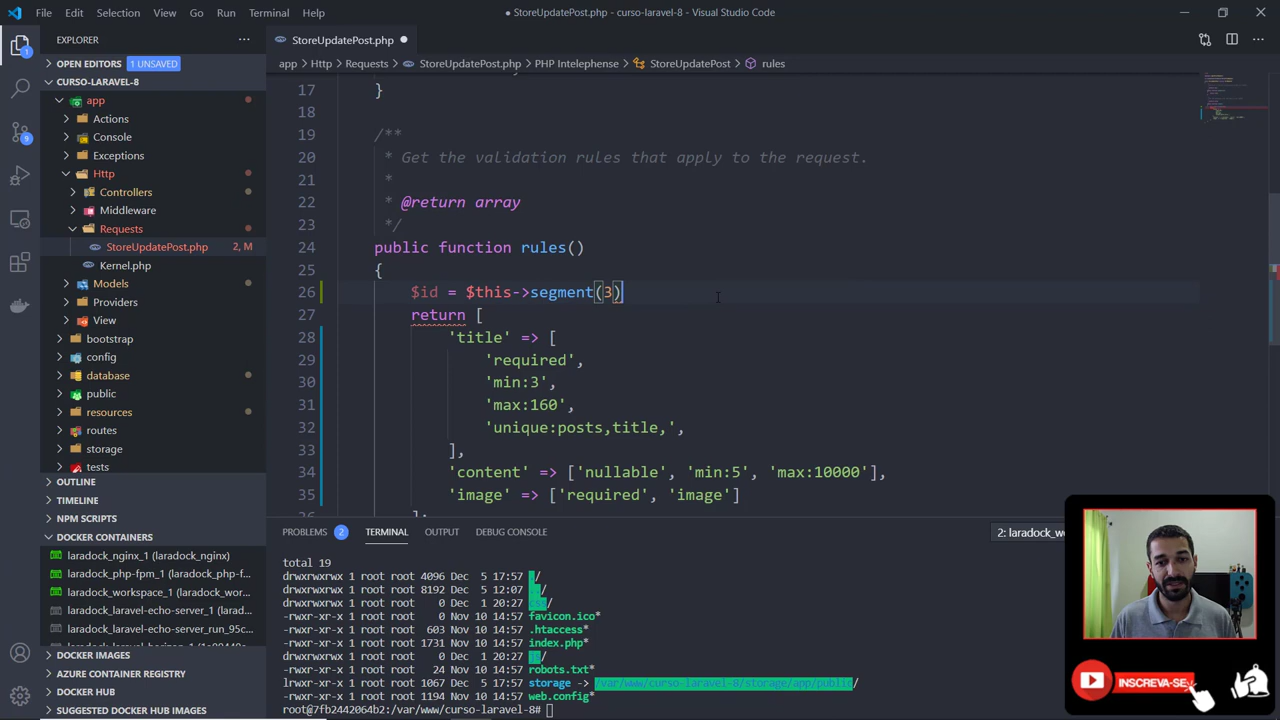 File Edit Selection View Go Run Terminal Help
StoreUpdatePost.php - curso-laravel-8 - Visual Studio Code
EXPLORER
StoreUpdatePost.php
OPEN EDITORS 1 UNSAVED
app > Http > Requests > StoreUpdatePost.php > PHP Intelephense > StoreUpdatePost > rules
CURSO-LARAVEL-8
app
Actions
Console
Exceptions
Http
Controllers
Middleware
Requests
StoreUpdatePost.php 2, M
Kernel.php
Models
Providers
View
bootstrap
config
database
public
resources
routes
storage
tests
OUTLINE
TIMELINE
NPM SCRIPTS
DOCKER CONTAINERS
laradock_nginx_1 (laradock_nginx)
laradock_php-fpm_1 (laradock_php-f...
laradock_workspace_1 (laradock_wor...
laradock_laravel-echo-server_1 (larad...
laradock_laravel-echo-server_run_95c...
DOCKER IMAGES
AZURE CONTAINER REGISTRY
DOCKER HUB
SUGGESTED DOCKER HUB IMAGES
1
9
17 }
18
19 /**
20 * Get the validation rules that apply to the request.
21 *
22 * @return array
23 */
24 public function rules()
25 {
26 $id = $this->segment(3)
27 return [
28 'title' => [
29 'required',
30 'min:3',
31 'max:160',
32 'unique:posts,title,',
33 ],
34 'content' => ['nullable', 'min:5', 'max:10000'],
35 'image' => ['required', 'image']
36 ];
PROBLEMS 2 TERMINAL OUTPUT DEBUG CONSOLE
2: laradock_wo
total 19
drwxrwxrwx 1 root root 4096 Dec 5 17:57 ./
drwxrwxrwx 1 root root 8192 Dec 5 12:07 ../
drwxrwxrwx 1 root root 0 Dec 1 20:27
-rwxr-xr-x 1 root root 0 Nov 10 14:57 favicon.ico*
-rwxr-xr-x 1 root root 603 Nov 10 14:57 .htaccess*
-rwxr-xr-x 1 root root 1731 Nov 10 14:57 index.php*
drwxrwxrwx 1 root root 0 Dec 1 20:27
-rwxr-xr-x 1 root root 24 Nov 10 14:57 robots.txt*
lrwxr-xr-x 1 root root 1067 Dec 5 17:57 storage -> /var/www/curso-laravel-8/storage/app/public/
-rwxr-xr-x 1 root root 1194 Nov 10 14:57 web.config*
root@7fb2442064b2:/var/www/curso-laravel-8#
INSCREVA-SE